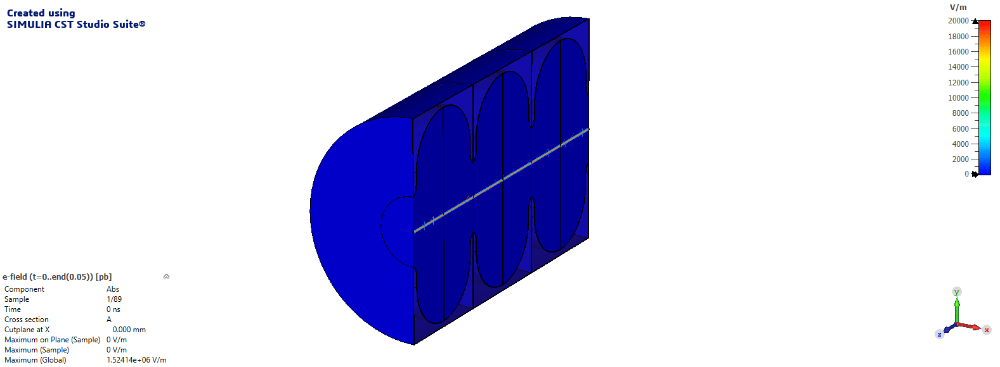 Created using
SIMULIA CST Studio Suite®
V/m
20000
18000
16000
14000
12000
10000
8000
6000
4000
2000
0
e-field (t=0..end(0.05)) [pb]
Component Abs
Sample 1/89
Time 0 ns
Cross section A
Cutplane at X 0.000 mm
Maximum on Plane (Sample) 0 V/m
Maximum (Sample) 0 V/m
Maximum (Global) 1.52414e+06 V/m
y
z
x